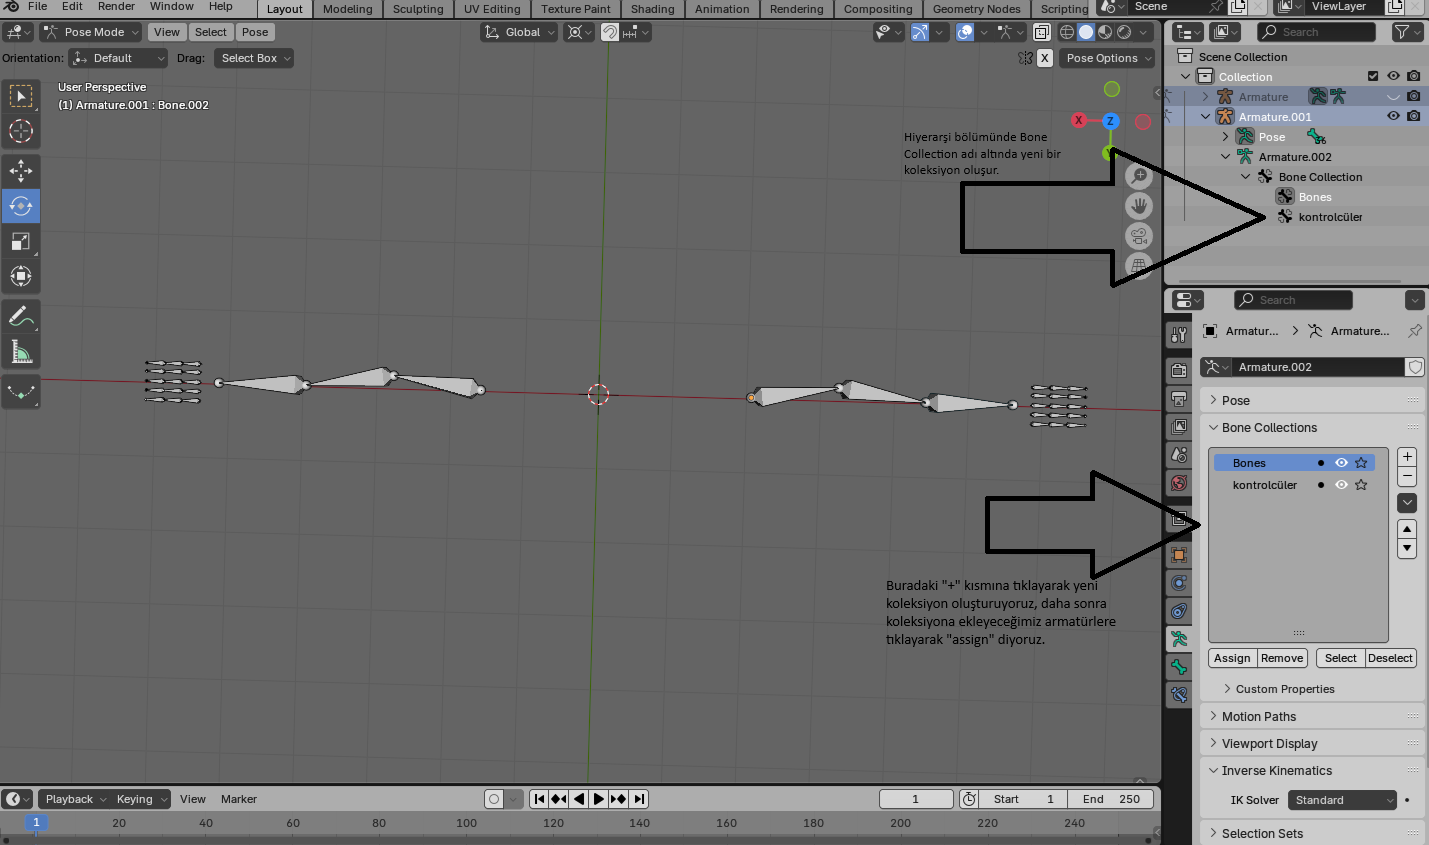 File Edit Render Window Help Layout Modeling Sculpting UV Editing Texture Paint Shading Animation Rendering Compositing Geometry Nodes Scripting Scene ViewLayer
Pose Mode View Select Pose Global Search
Orientation: Default Drag: Select Box X Pose Options
Scene Collection
Collection
Armature
Armature.001
Pose
Armature.002
Bone Collection
Bones
kontrolcüler
User Perspective
(1) Armature.001 : Bone.002
X Z
Y
Hiyerarşi bölümünde Bone
Collection adı altında yeni bir
koleksiyon oluşur.
Search
Armatur... Armature...
Armature.002
Pose
Bone Collections
Bones
kontrolcüler
Buradaki "+" kısmına tıklayarak yeni
koleksiyon oluşturuyoruz, daha sonra
koleksiyona ekleyeceğimiz armatürlere
tıklayarak "assign" diyoruz.
Assign Remove Select Deselect
Custom Properties
Motion Paths
Viewport Display
Inverse Kinematics
IK Solver Standard
Selection Sets
Playback Keying View Marker 1 Start 1 End 250
1 20 40 60 80 100 120 140 160 180 200 220 240